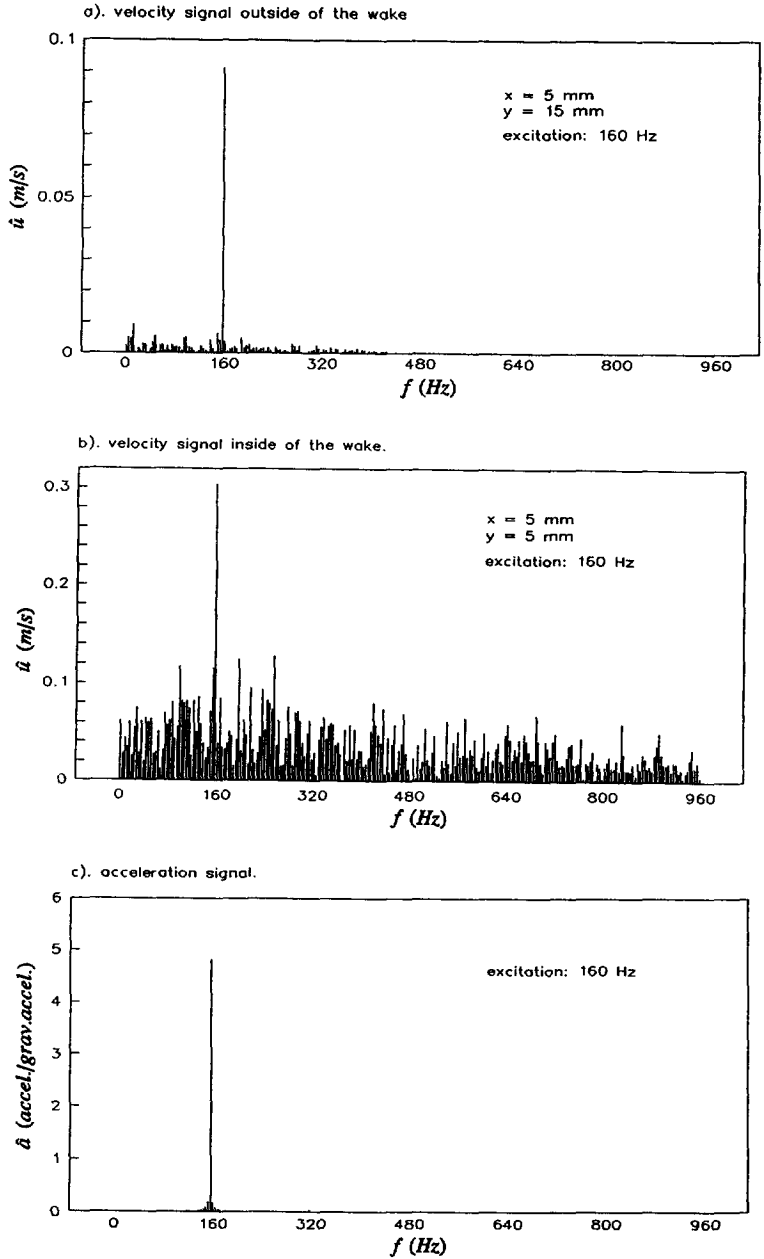 a). velocity signal outside of the wake
0.1
x = 5 mm
y = 15 mm
excitation: 160 Hz
û (m/s)
0.05
0
0 160 320 480 640 800 960
f (Hz)
b). velocity signal inside of the wake.
0.3
x = 5 mm
y = 5 mm
excitation: 160 Hz
0.2
û (m/s)
0.1
0
0 160 320 480 640 800 960
f (Hz)
c). acceleration signal.
6
5
excitation: 160 Hz
4
â (accel./grav.accel.)
3
2
1
0
0 160 320 480 640 800 960
f (Hz)